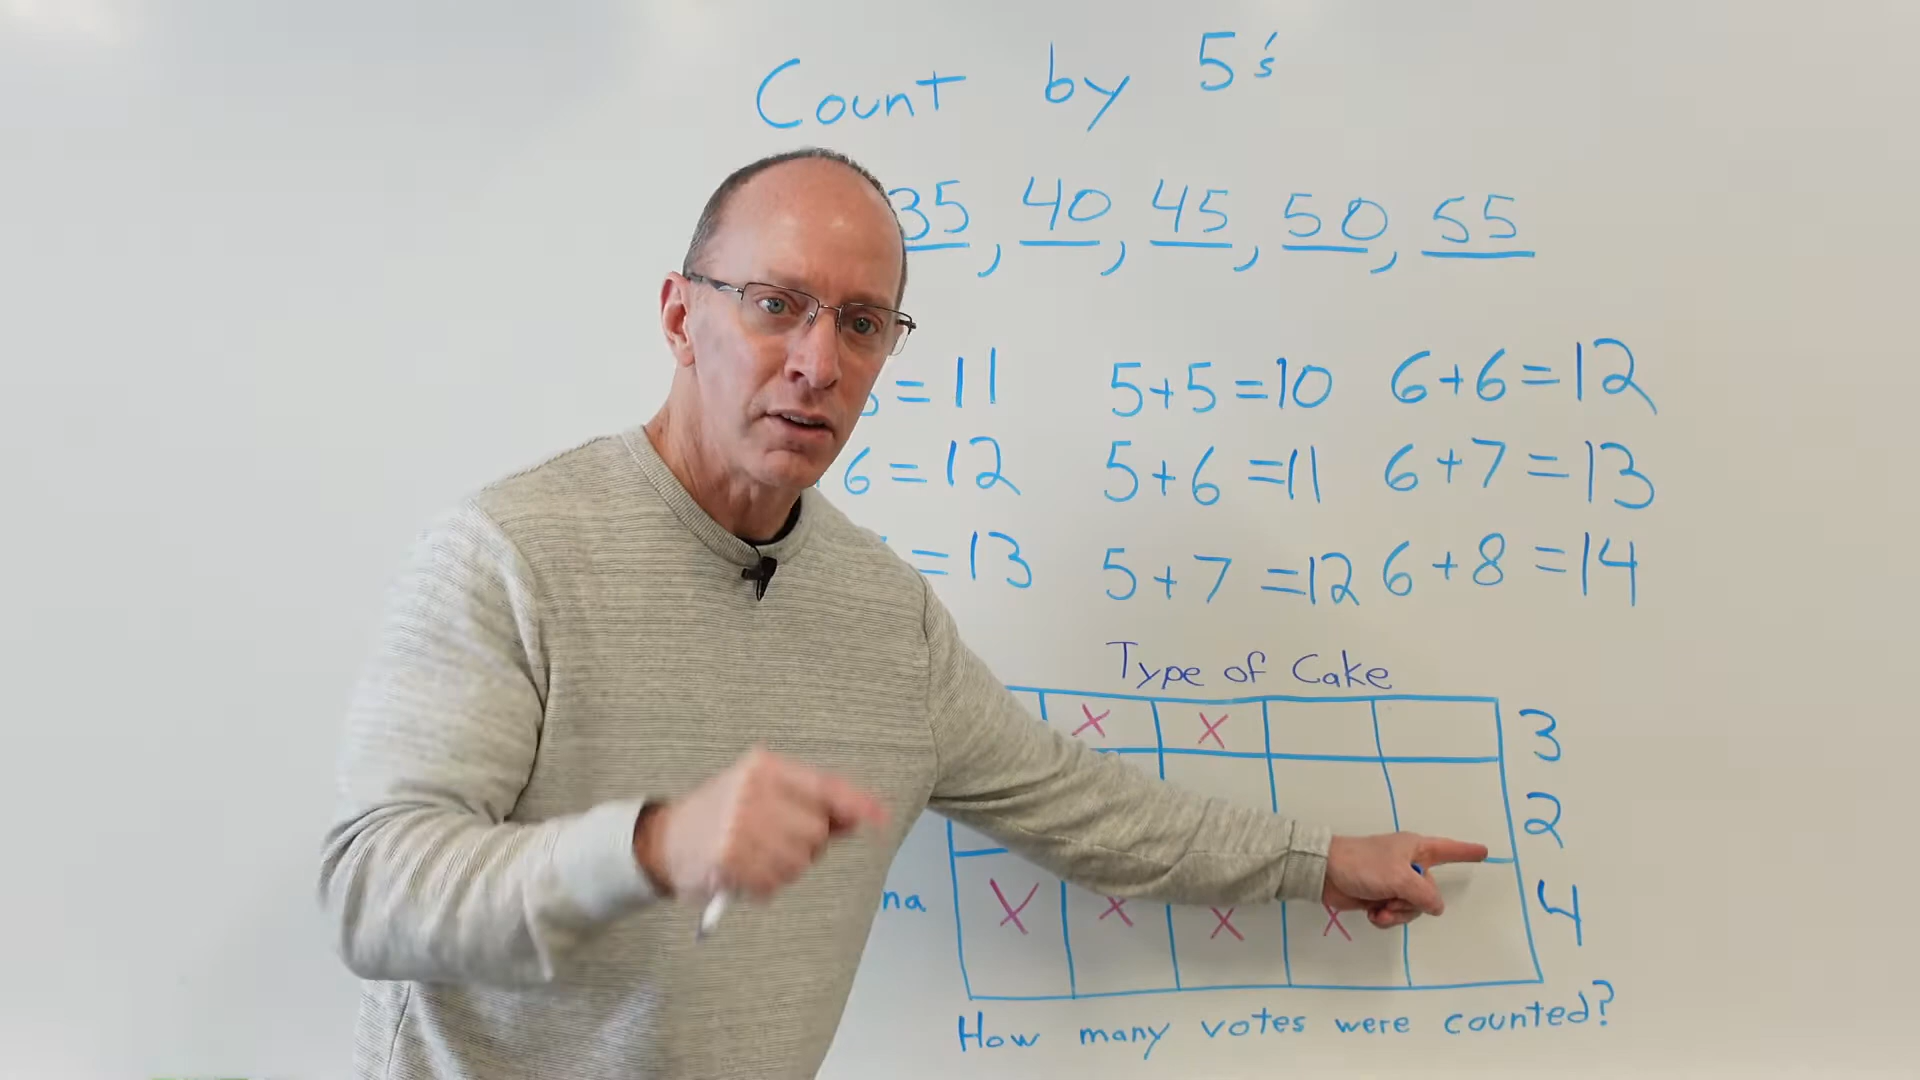 Count by 5's
35, 40, 45, 50, 55
= 11 5+5=10 6+6=12
6 = 12 5+6=11 6+7=13
= 13 5+7=12 6+8=14
Type of Cake
X X 3
2
na X X X X 4
How many votes were counted?